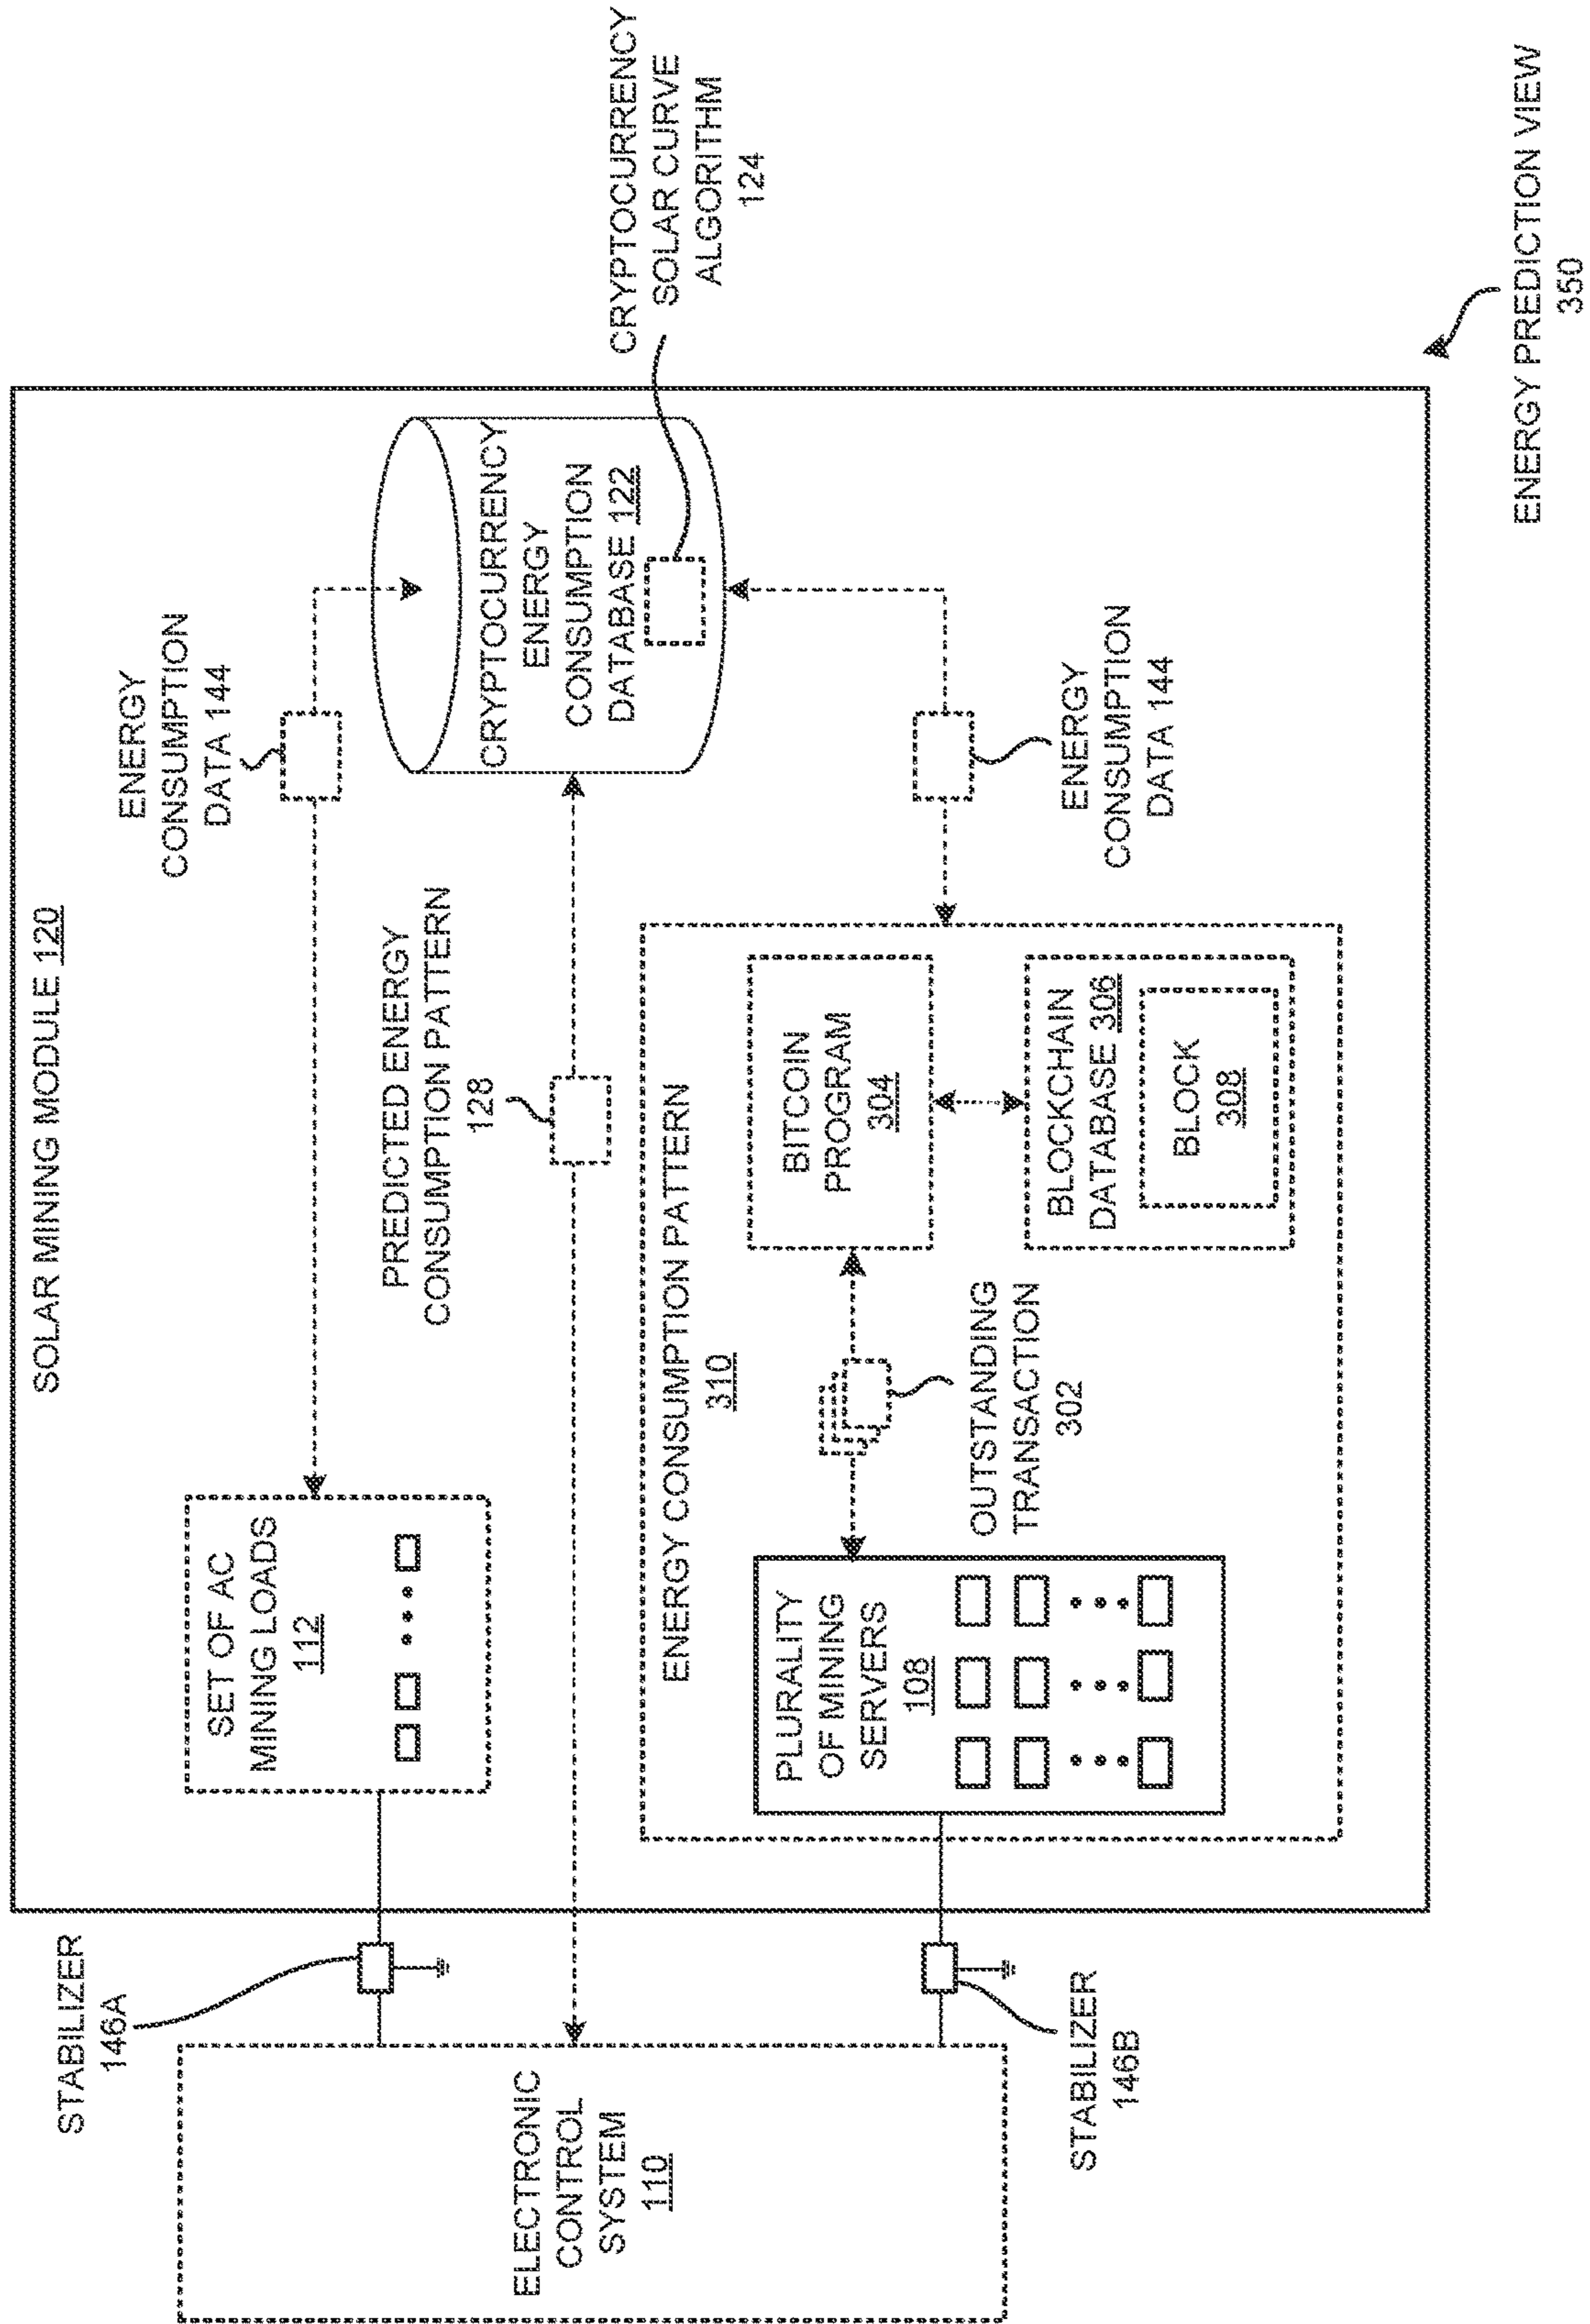 SOLAR MINING MODULE 120
STABILIZER
146A
ELECTRONIC
CONTROL
SYSTEM
110
STABILIZER
146B
SET OF AC
MINING LOADS
112
ENERGY
CONSUMPTION
DATA 144
PREDICTED ENERGY
CONSUMPTION PATTERN
128
CRYPTOCURRENCY
ENERGY
CONSUMPTION
DATABASE 122
CRYPTOCURRENCY
SOLAR CURVE
ALGORITHM
124
ENERGY CONSUMPTION PATTERN
310
PLURALITY
OF MINING
SERVERS
108
OUTSTANDING
TRANSACTION
302
BITCOIN
PROGRAM
304
BLOCKCHAIN
DATABASE 306
BLOCK
308
ENERGY
CONSUMPTION
DATA 144
ENERGY PREDICTION VIEW
350